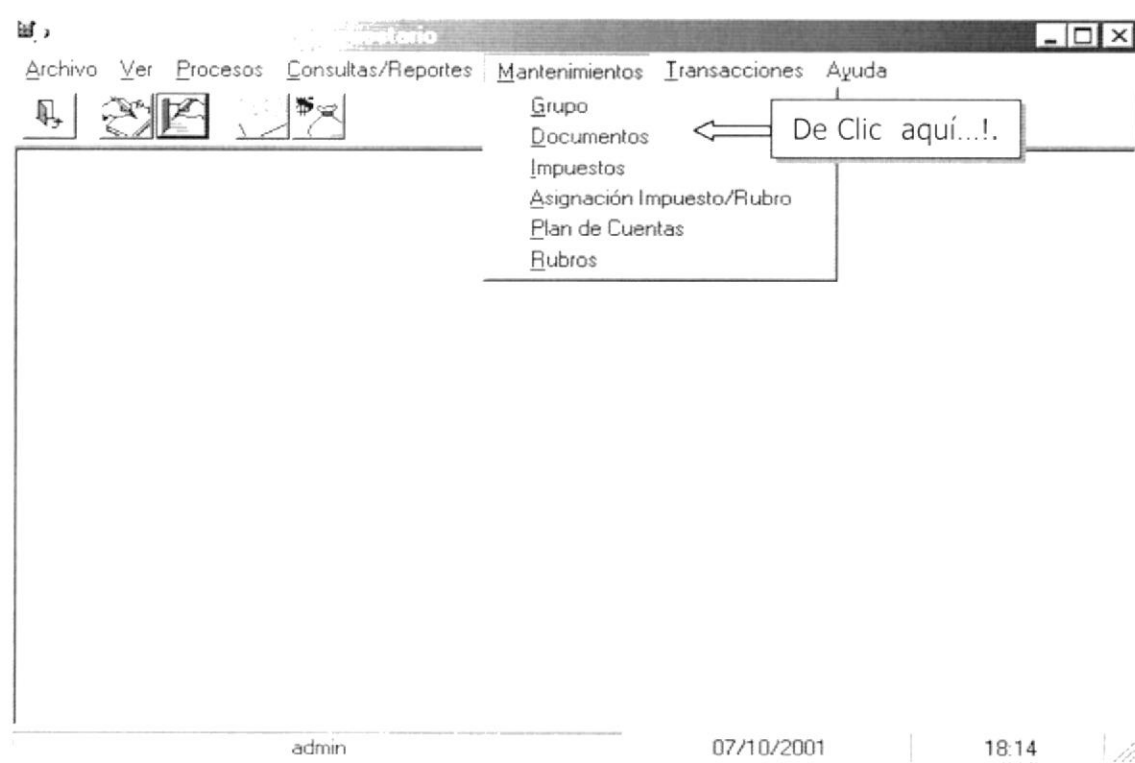 Archivo Ver Procesos Consultas/Reportes Mantenimientos Transacciones Ayuda
Grupo
Documentos
De Clic aquí...!.
Impuestos
Asignación Impuesto/Rubro
Plan de Cuentas
Rubros
admin 07/10/2001 18:14